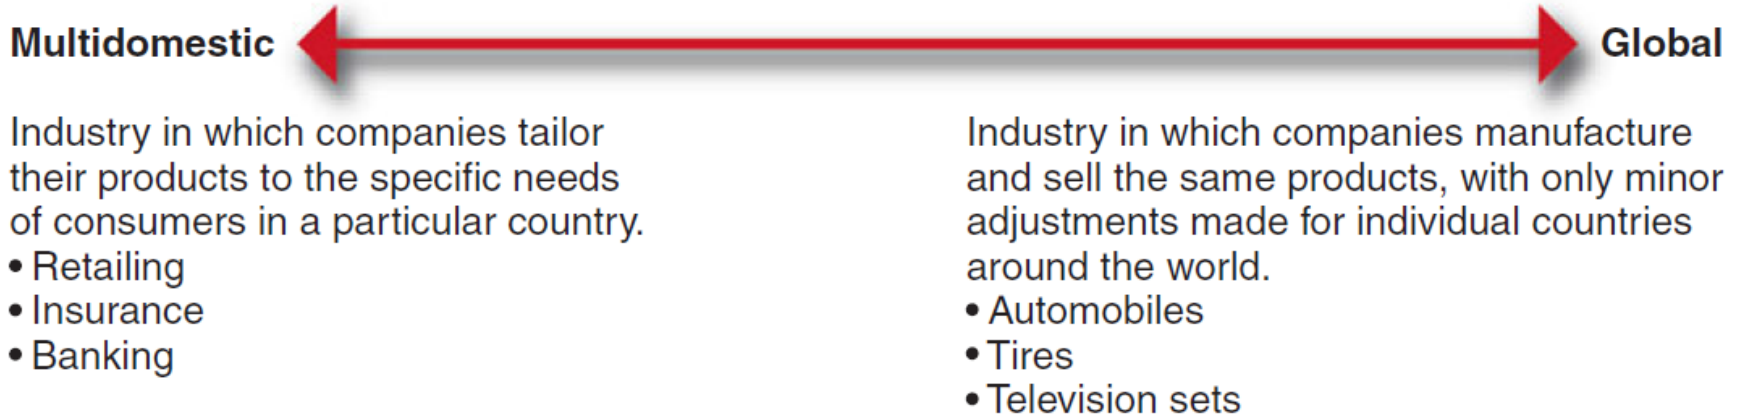 Multidomestic
Global
Industry in which companies tailor
their products to the specific needs
of consumers in a particular country.
• Retailing
• Insurance
• Banking
Industry in which companies manufacture
and sell the same products, with only minor
adjustments made for individual countries
around the world.
• Automobiles
• Tires
• Television sets